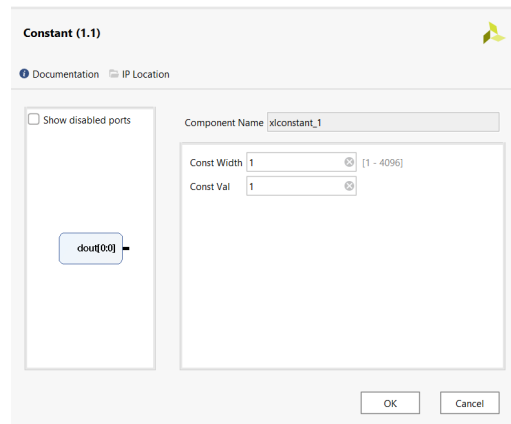 Constant (1.1)
Documentation IP Location
Show disabled ports
Component Name xlconstant_1
Const Width 1 [1 - 4096]
Const Val 1
dout[0:0]
OK Cancel